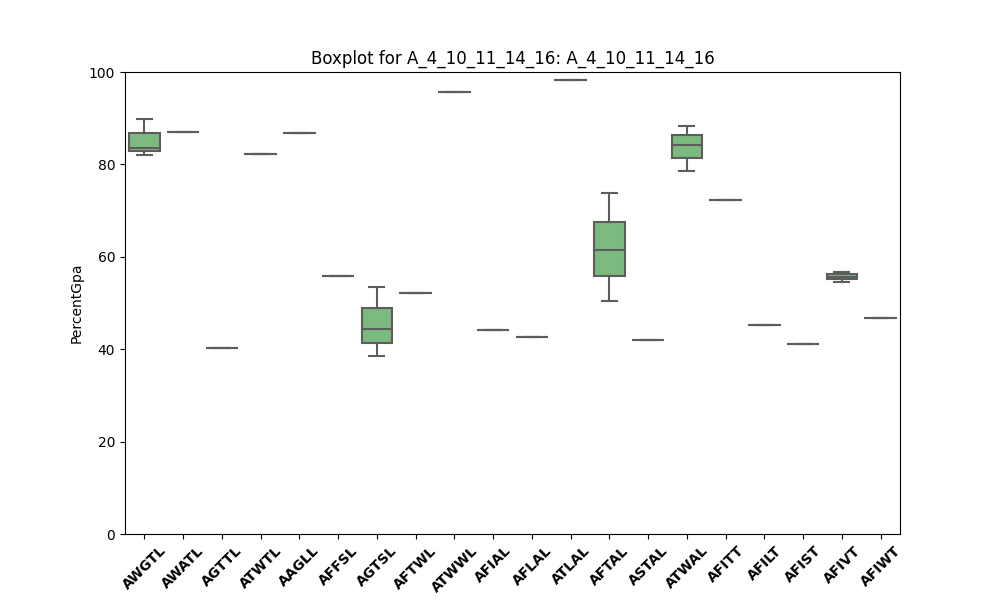 Boxplot for A_4_10_11_14_16: A_4_10_11_14_16
PercentGpa
100
80
60
40
20
0
AWGTL
AWATL
AGTTL
ATWTL
AAGLL
AFFSL
AGTSL
AFTWL
ATWWL
AFIAL
AFLAL
ATLAL
AFTAL
ASTAL
ATWAL
AFITT
AFILT
AFIST
AFIVT
AFIWT